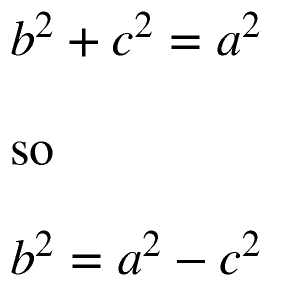 b² + c² = a²
so
b² = a² − c²